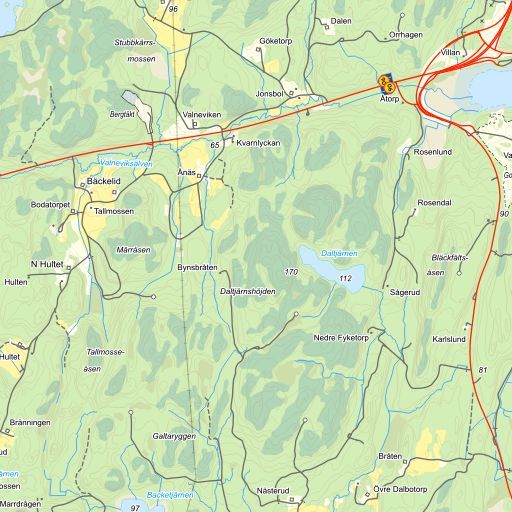 96
Dalen
Orrhagen
Stubbkärrs-
mossen
Göketorp
Villan
Jonsbol
Bergtäkt
Valneviken
Åtorp
65
Kvarnlyckan
Rosenlund
Valneviksälven
Ånäs
Bäckelid
Bodatorpet
Tallmossen
Rosendal
90
Märråsen
Daltjärnen
Bläckfälts-
åsen
N Hultet
Bynsbråten
170
112
Hulten
Daltjärnshöjden
Sågerud
Nedre Fyketorp
Karlslund
Hultet
Tallmosse-
åsen
81
Bränningen
Galtaryggen
Bråten
Backetjärnen
Nästerud
Övre Dalbotorp
Marrdrågen
97